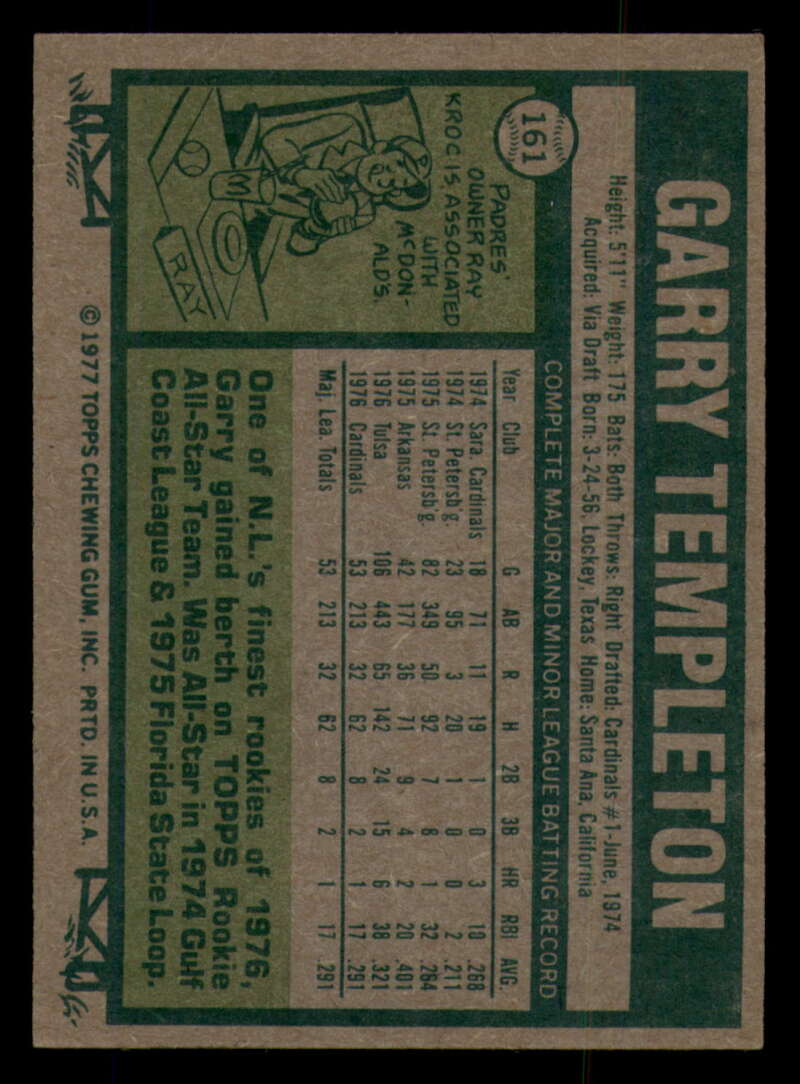 161
GARRY TEMPLETON
Height: 5'11" Weight: 175 Bats: Both Throws: Right Drafted: Cardinals #1-June, 1974
Acquired: Via Draft Born: 3-24-56, Lockey, Texas Home: Santa Ana, California
COMPLETE MAJOR AND MINOR LEAGUE BATTING RECORD
Year Club G AB R H 2B 3B HR RBI AVG.
1974 Sara. Cardinals 18 71 11 19 1 0 3 10 .268
1974 St. Petersb'g. 23 95 3 20 1 0 0 2 .211
1975 St. Petersb'g. 82 349 50 92 7 8 1 32 .264
1975 Arkansas 42 177 36 71 9 4 2 20 .401
1976 Tulsa 106 443 65 142 24 15 6 38 .321
1976 Cardinals 53 213 32 62 8 2 1 17 .291
Maj. Lea. Totals 53 213 32 62 8 2 1 17 .291
PADRES'
OWNER RAY
KROC IS ASSOCIATED
WITH
McDON-
ALD'S.
P
M
RAY
One of N.L.'s finest rookies of 1976,
Garry gained berth on TOPPS Rookie
All-Star Team. Was All-Star in 1974 Gulf
Coast League & 1975 Florida State Loop.
© 1977 TOPPS CHEWING GUM, INC. PRTD. IN U.S.A.